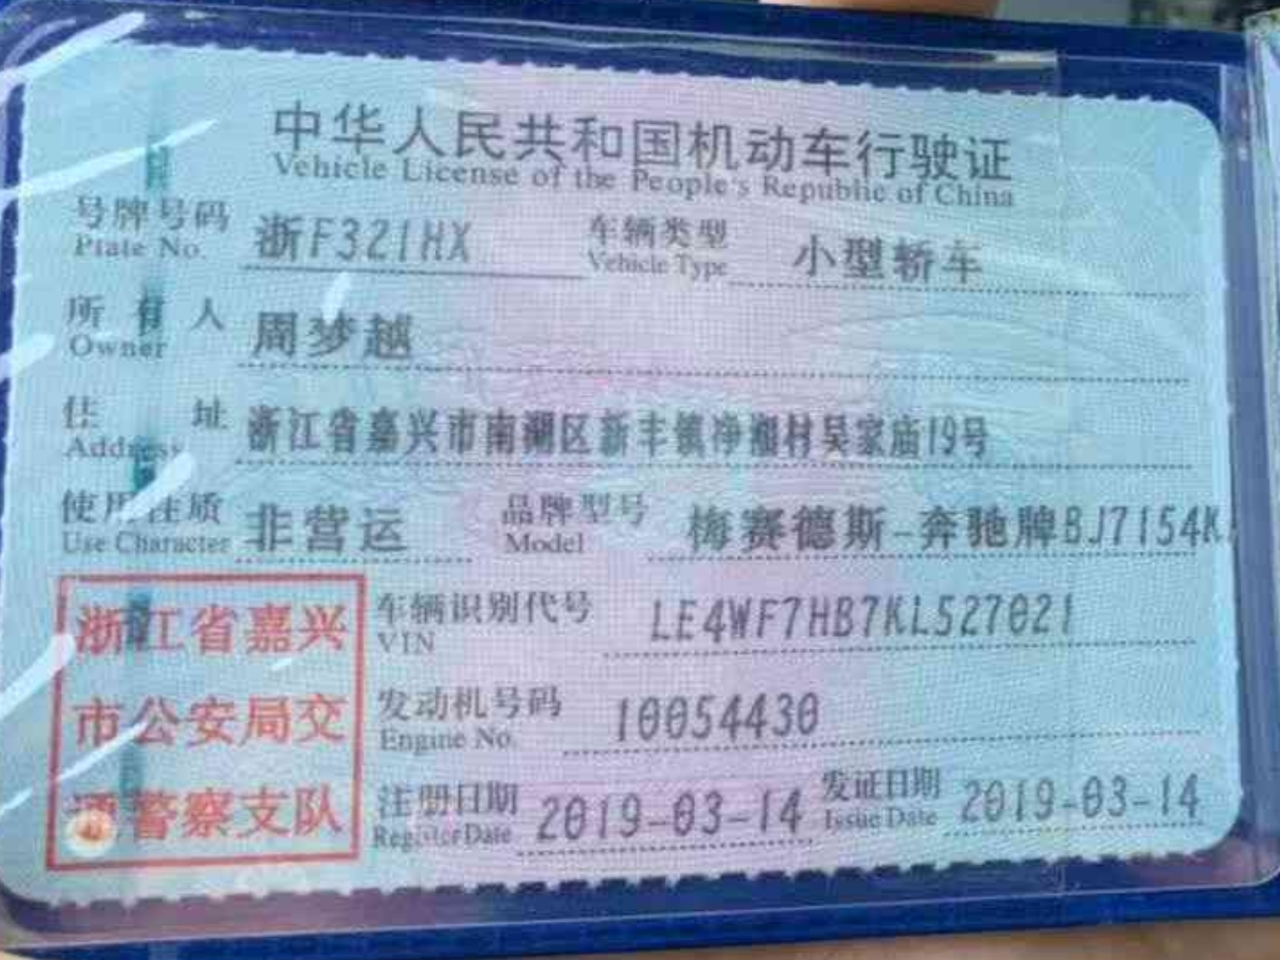 中华人民共和国机动车行驶证
Vehicle License of the People's Republic of China
号牌号码 浙F321HX 车辆类型 小型轿车
Plate No. Vehicle Type
所有人 周梦越
Owner
住址 浙江省嘉兴市南湖区新丰镇净湘村吴家庙19号
Address
使用性质 非营运 品牌型号 梅赛德斯-奔驰牌BJ7154K
Use Character Model
浙江省嘉兴
市公安局交
通警察支队
车辆识别代号 LE4WF7HB7KL527021
VIN
发动机号码 10054430
Engine No.
注册日期 2019-03-14 发证日期 2019-03-14
Register Date Issue Date